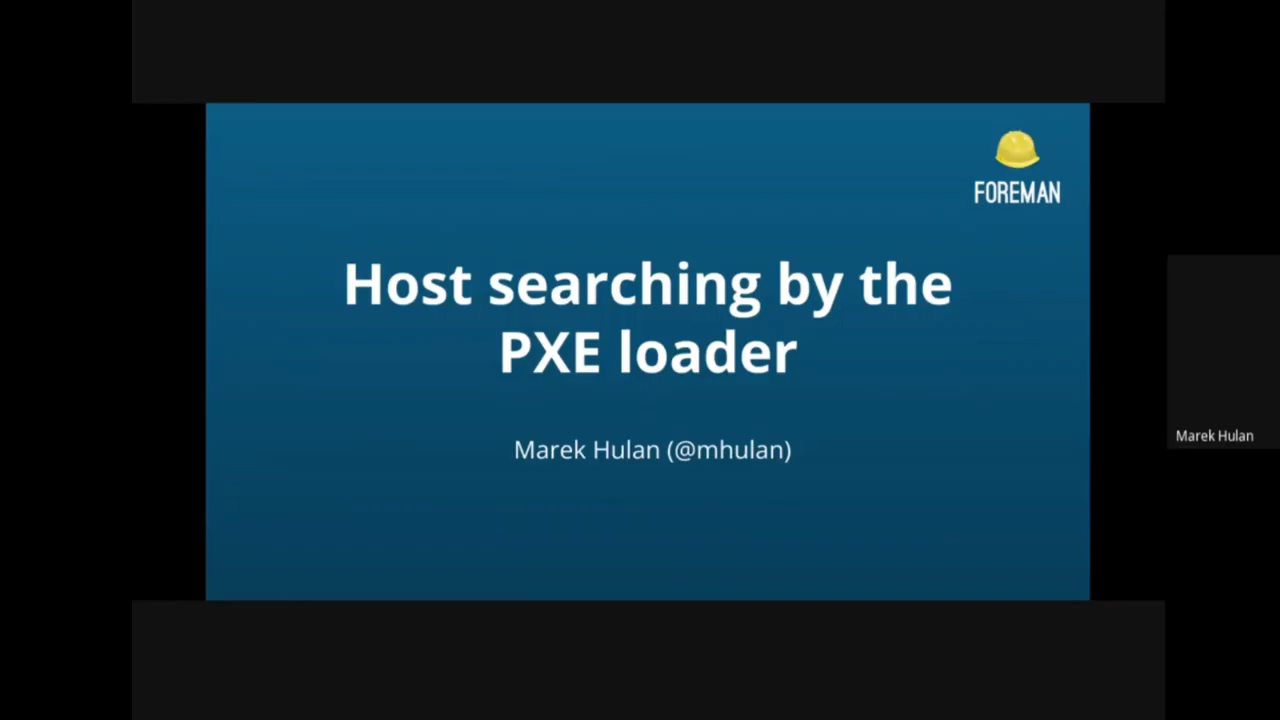 FOREMAN
Host searching by the
PXE loader
Marek Hulan (@mhulan)
Marek Hulan